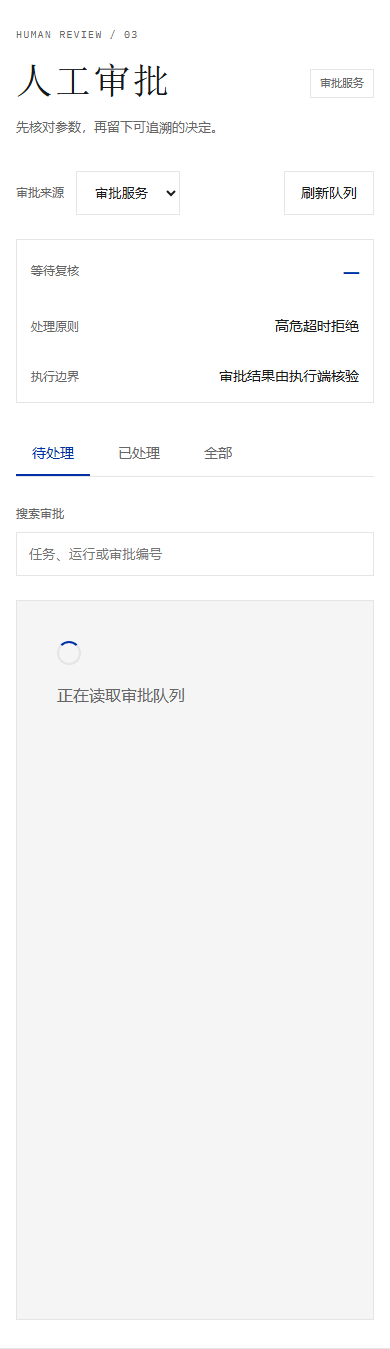 HUMAN REVIEW / 03
人工审批
审批服务
先核对参数，再留下可追溯的决定。
审批来源 审批服务 刷新队列
等待复核 —
处理原则 高危超时拒绝
执行边界 审批结果由执行端核验
待处理 已处理 全部
搜索审批
任务、运行或审批编号
正在读取审批队列